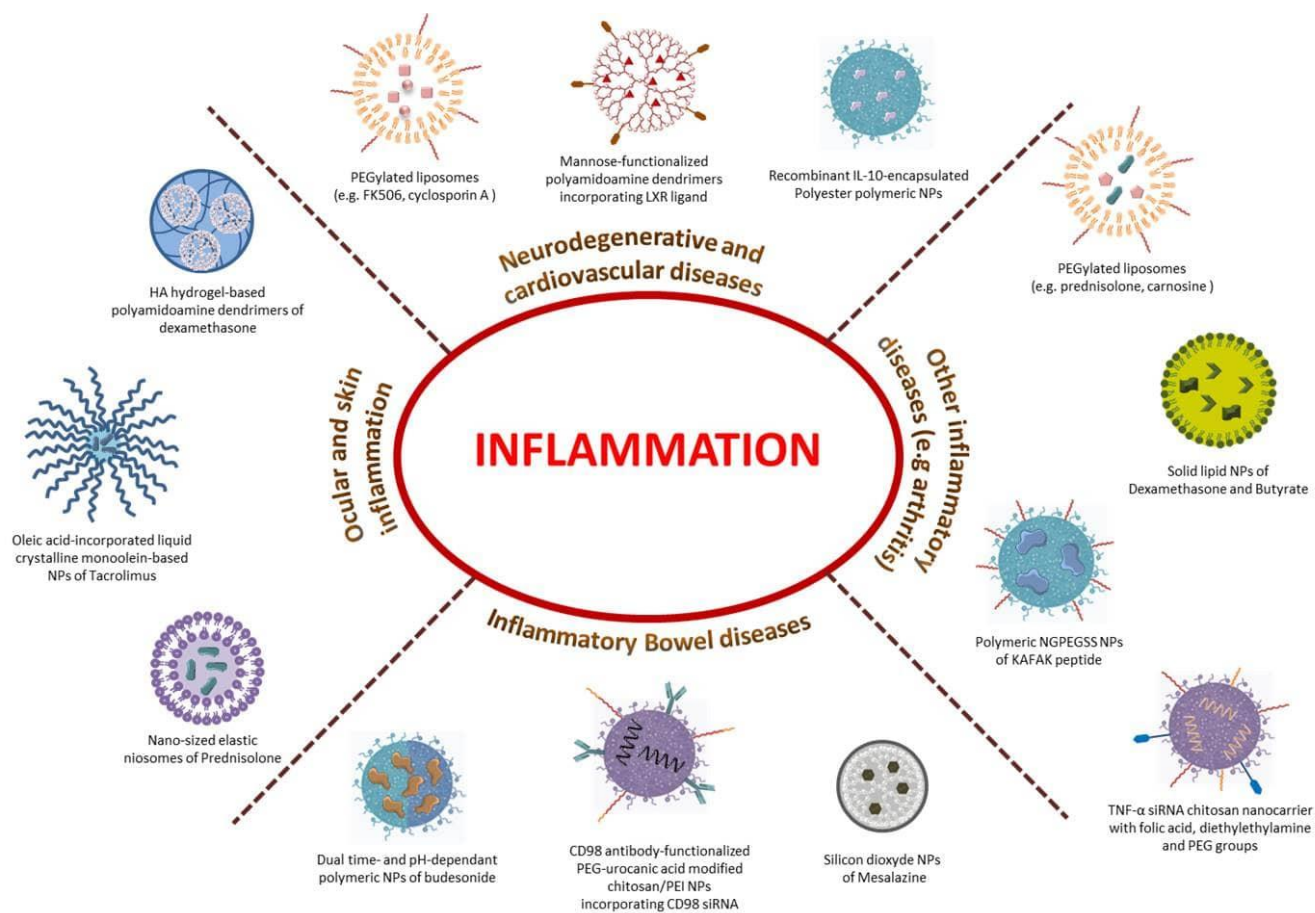 PEGylated liposomes
(e.g. FK506, cyclosporin A )
Mannose-functionalized
polyamidoamine dendrimers
incorporating LXR ligand
Recombinant IL-10-encapsulated
Polyester polymeric NPs
PEGylated liposomes
(e.g. prednisolone, carnosine )
HA hydrogel-based
polyamidoamine dendrimers of
dexamethasone
Neurodegenerative and
cardiovascular diseases
Ocular and skin
inflammation
INFLAMMATION
Other inflammatory
diseases (e.g arthritis)
Solid lipid NPs of
Dexamethasone and Butyrate
Oleic acid-incorporated liquid
crystalline monoolein-based
NPs of Tacrolimus
Polymeric NGPEGSS NPs
of KAFAK peptide
Inflammatory Bowel diseases
Nano-sized elastic
niosomes of Prednisolone
TNF-α siRNA chitosan nanocarrier
with folic acid, diethylethylamine
and PEG groups
Dual time- and pH-dependant
polymeric NPs of budesonide
CD98 antibody-functionalized
PEG-urocanic acid modified
chitosan/PEI NPs
incorporating CD98 siRNA
Silicon dioxyde NPs
of Mesalazine